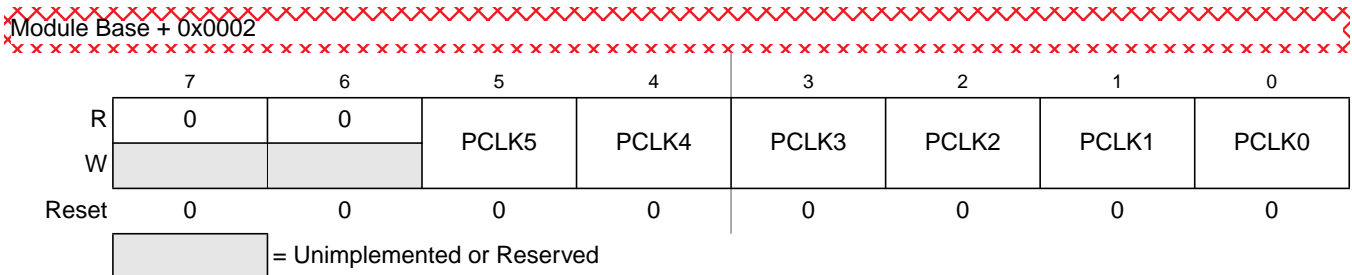 Module Base + 0x0002
7 6 5 4 3 2 1 0
R 0 0 PCLK5 PCLK4 PCLK3 PCLK2 PCLK1 PCLK0
W
Reset 0 0 0 0 0 0 0 0
= Unimplemented or Reserved